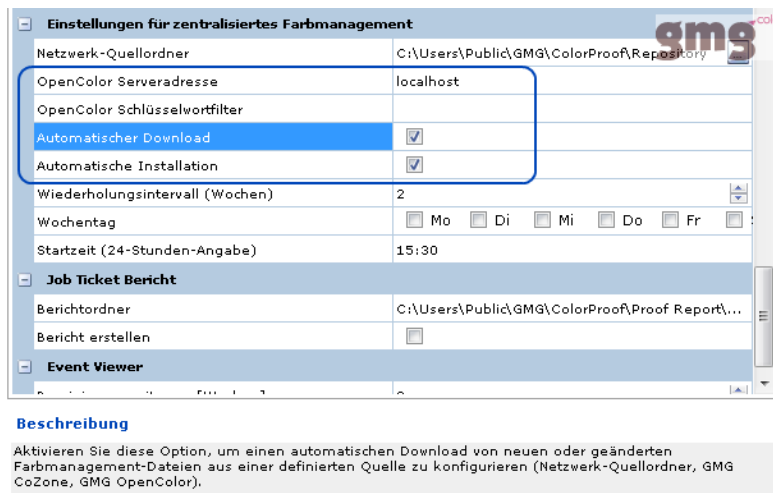 Einstellungen für zentralisiertes Farbmanagement
gmg color
Netzwerk-Quellordner C:\Users\Public\GMG\ColorProof\Repository
OpenColor Serveradresse localhost
OpenColor Schlüsselwortfilter
Automatischer Download
Automatische Installation
Wiederholungsintervall (Wochen) 2
Wochentag Mo Di Mi Do Fr
Startzeit (24-Stunden-Angabe) 15:30
Job Ticket Bericht
Berichtordner C:\Users\Public\GMG\ColorProof\Proof Report\...
Bericht erstellen
Event Viewer
Beschreibung
Aktivieren Sie diese Option, um einen automatischen Download von neuen oder geänderten
Farbmanagement-Dateien aus einer definierten Quelle zu konfigurieren (Netzwerk-Quellordner, GMG
CoZone, GMG OpenColor).